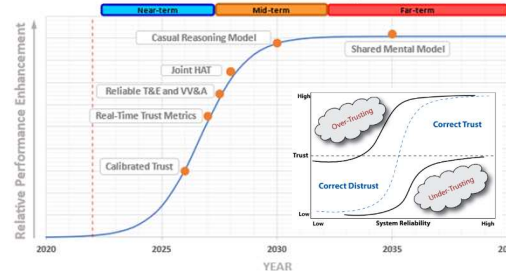 Near-term
Mid-term
Far-term
Casual Reasoning Model
Shared Mental Model
Joint HAT
Reliable T&E and VV&A
Real-Time Trust Metrics
Calibrated Trust
Relative Performance Enhancement
High
Over-Trusting
Correct Trust
Trust
Correct Distrust
Under-Trusting
Low
Low
System Reliability
High
2020
2025
2030
2035
20
YEAR